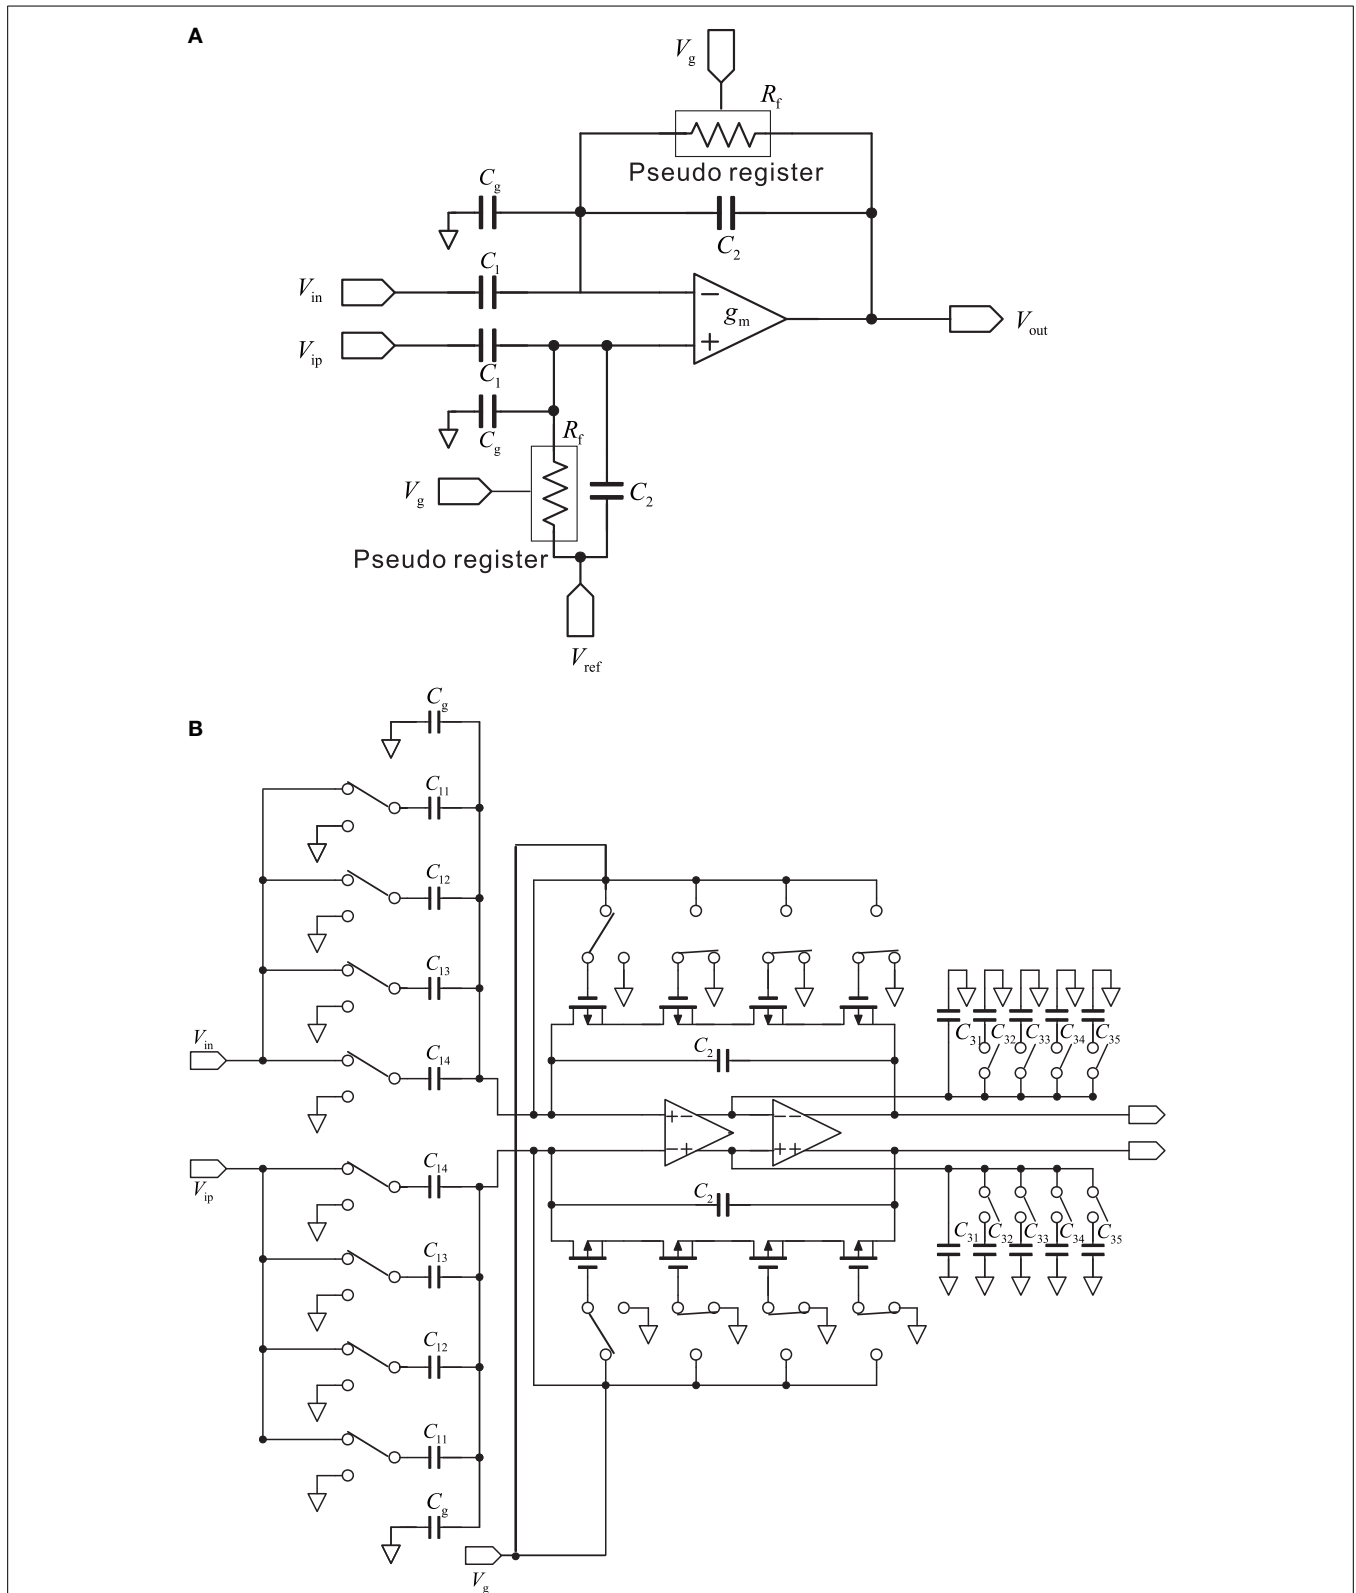 A
Vg
Rf
Pseudo register
Cg
C2
C1
Vin
− gm
Vout
Vip
+
C1
Rf
Cg
Vg
C2
Pseudo register
Vref
Cg
B
C11
C12
C13
Vin
C14
C2
C31 C32 C33 C34 C35
+− −−
−+ ++
C14
Vip
C2
C31 C32 C33 C34 C35
C13
C12
C11
Cg
Vg